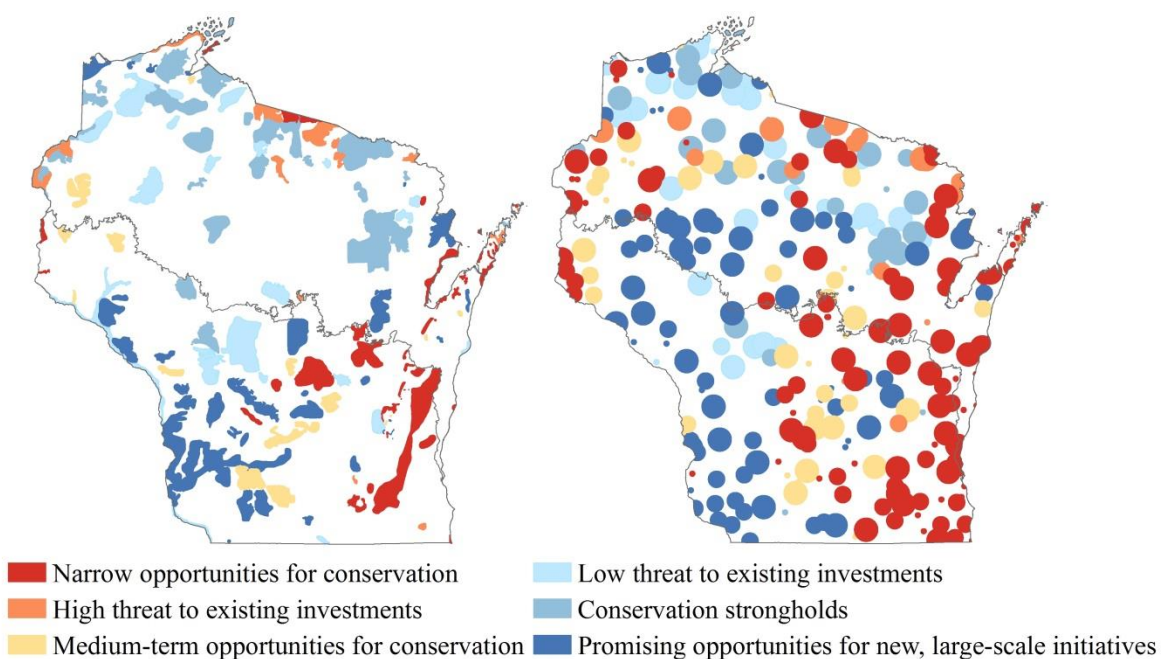 Narrow opportunities for conservation
High threat to existing investments
Medium-term opportunities for conservation
Low threat to existing investments
Conservation strongholds
Promising opportunities for new, large-scale initiatives